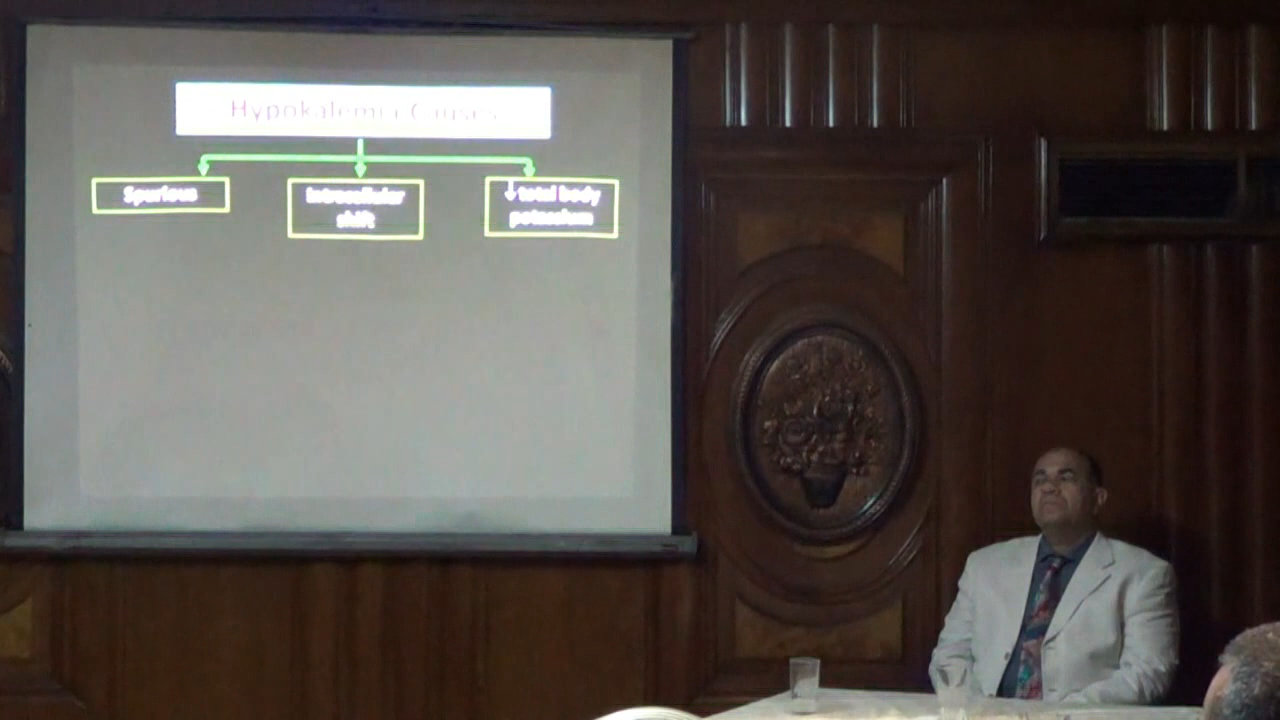 Hypokalemia Causes
Spurious
Intracellular
shift
↓ total body
potassium